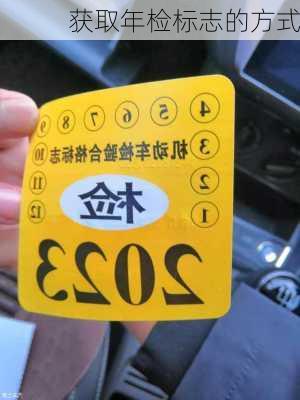 获取年检标志的方式
④ ⑤ ⑥ ⑦ ⑧ ⑨
③ 机动车检验合格标志 ⑩
② ⑪
检
① ⑫
2023